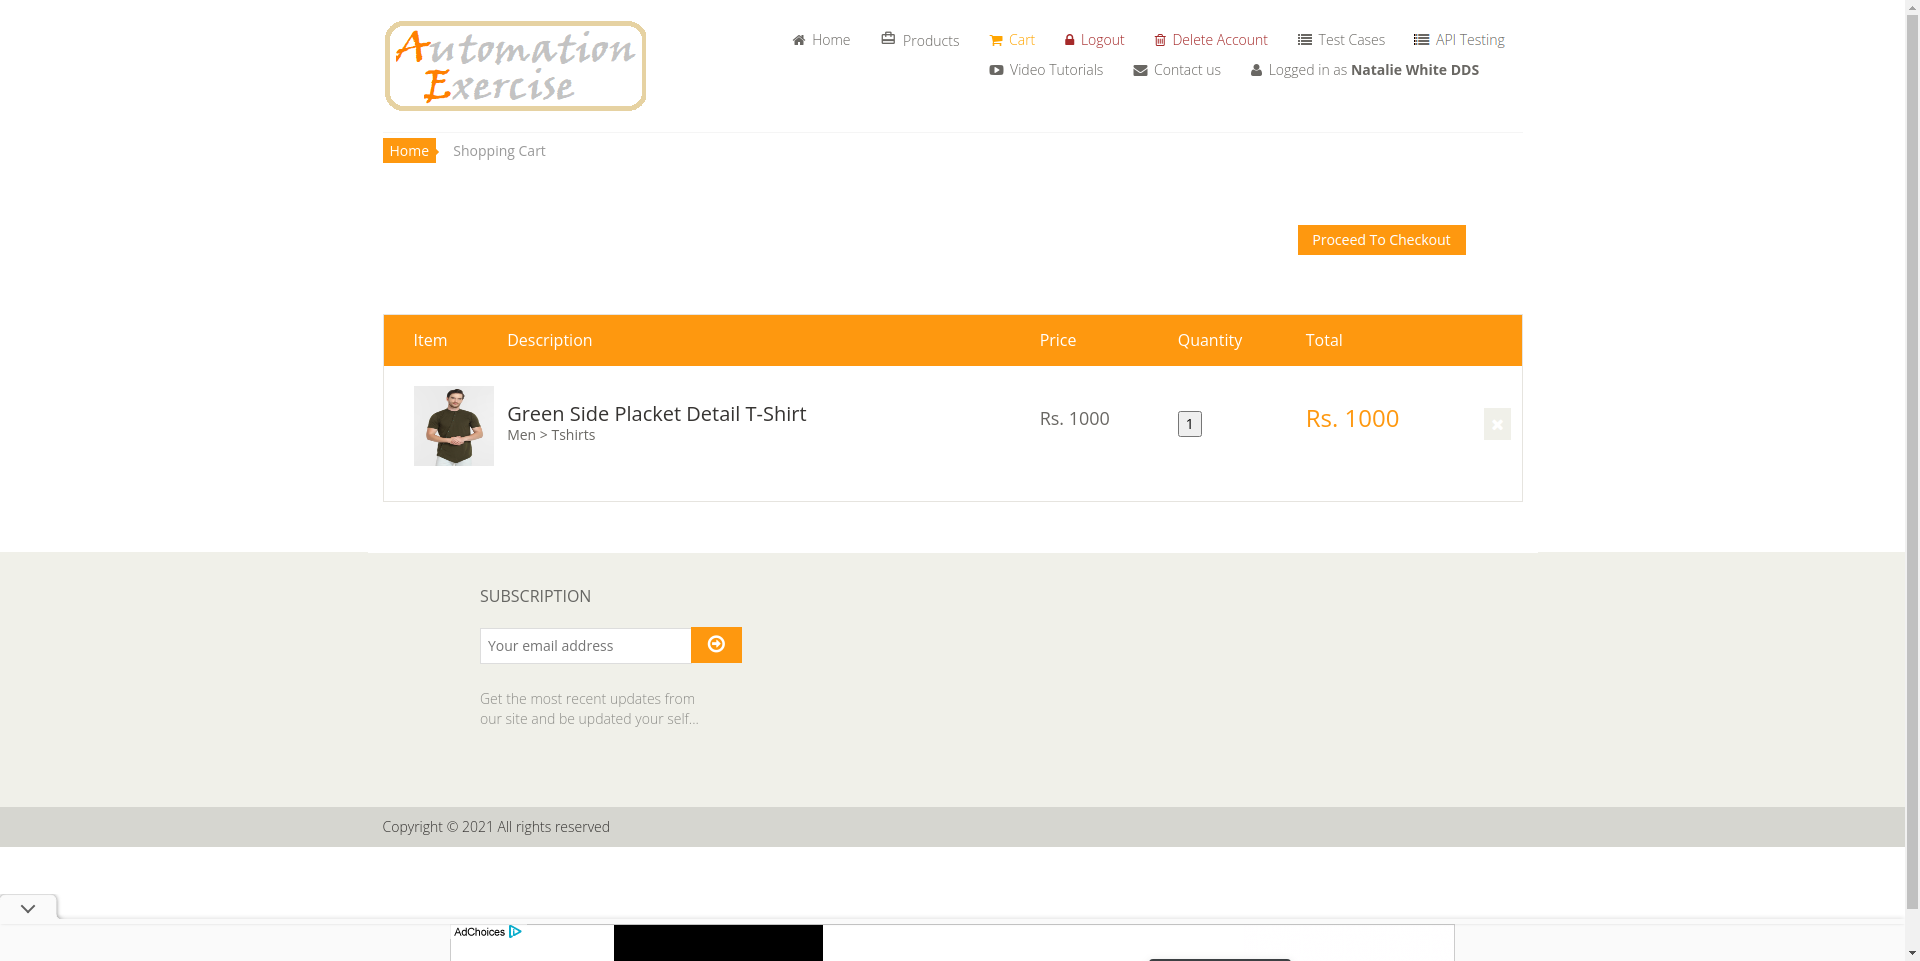 Automation
Exercise
Home
Products
Cart
Logout
Delete Account
Test Cases
API Testing
Video Tutorials
Contact us
Logged in as Natalie White DDS
Home
Shopping Cart
Proceed To Checkout
Item Description Price Quantity Total
Green Side Placket Detail T-Shirt
Men > Tshirts
Rs. 1000
1
Rs. 1000
SUBSCRIPTION
Your email address
Get the most recent updates from
our site and be updated your self...
Copyright © 2021 All rights reserved
AdChoices